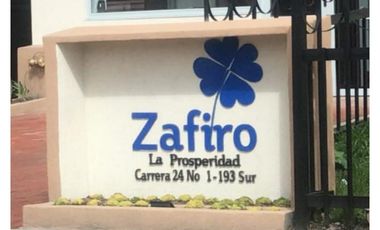 Zafiro
La Prosperidad
Carrera 24 No 1-193 Sur